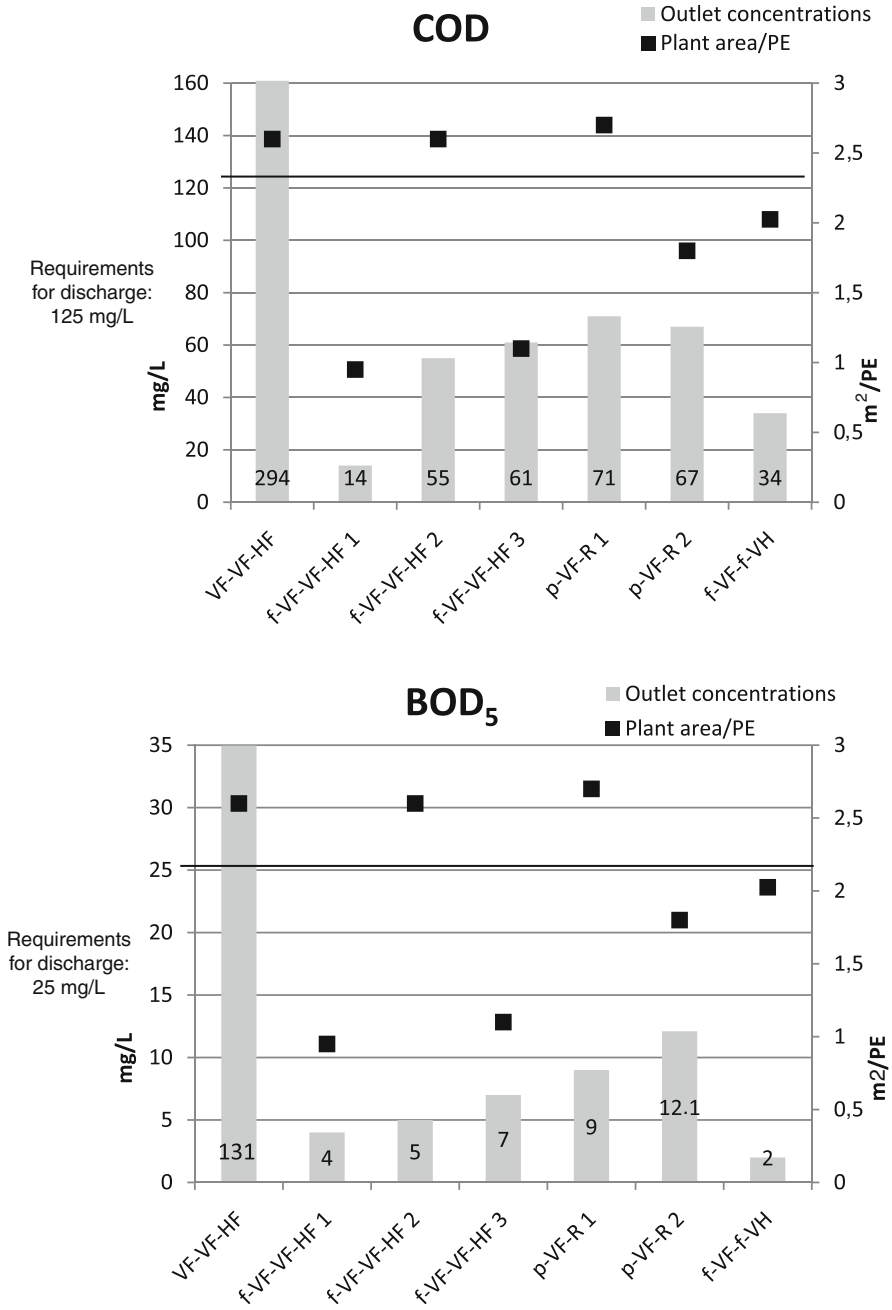 COD
Outlet concentrations
Plant area/PE
160
140
120
100
80
60
40
20
0
3
2,5
2
1,5
1
0,5
0
Requirements
for discharge:
125 mg/L
mg/L
m²/PE
294
14
55
61
71
67
34
VF-VF-HF
f-VF-VF-HF 1
f-VF-VF-HF 2
f-VF-VF-HF 3
p-VF-R 1
p-VF-R 2
f-VF-f-VH
BOD₅
Outlet concentrations
Plant area/PE
35
30
25
20
15
10
5
0
3
2,5
2
1,5
1
0,5
0
Requirements
for discharge:
25 mg/L
mg/L
m2/PE
131
4
5
7
9
12.1
2
VF-VF-HF
f-VF-VF-HF 1
f-VF-VF-HF 2
f-VF-VF-HF 3
p-VF-R 1
p-VF-R 2
f-VF-f-VH